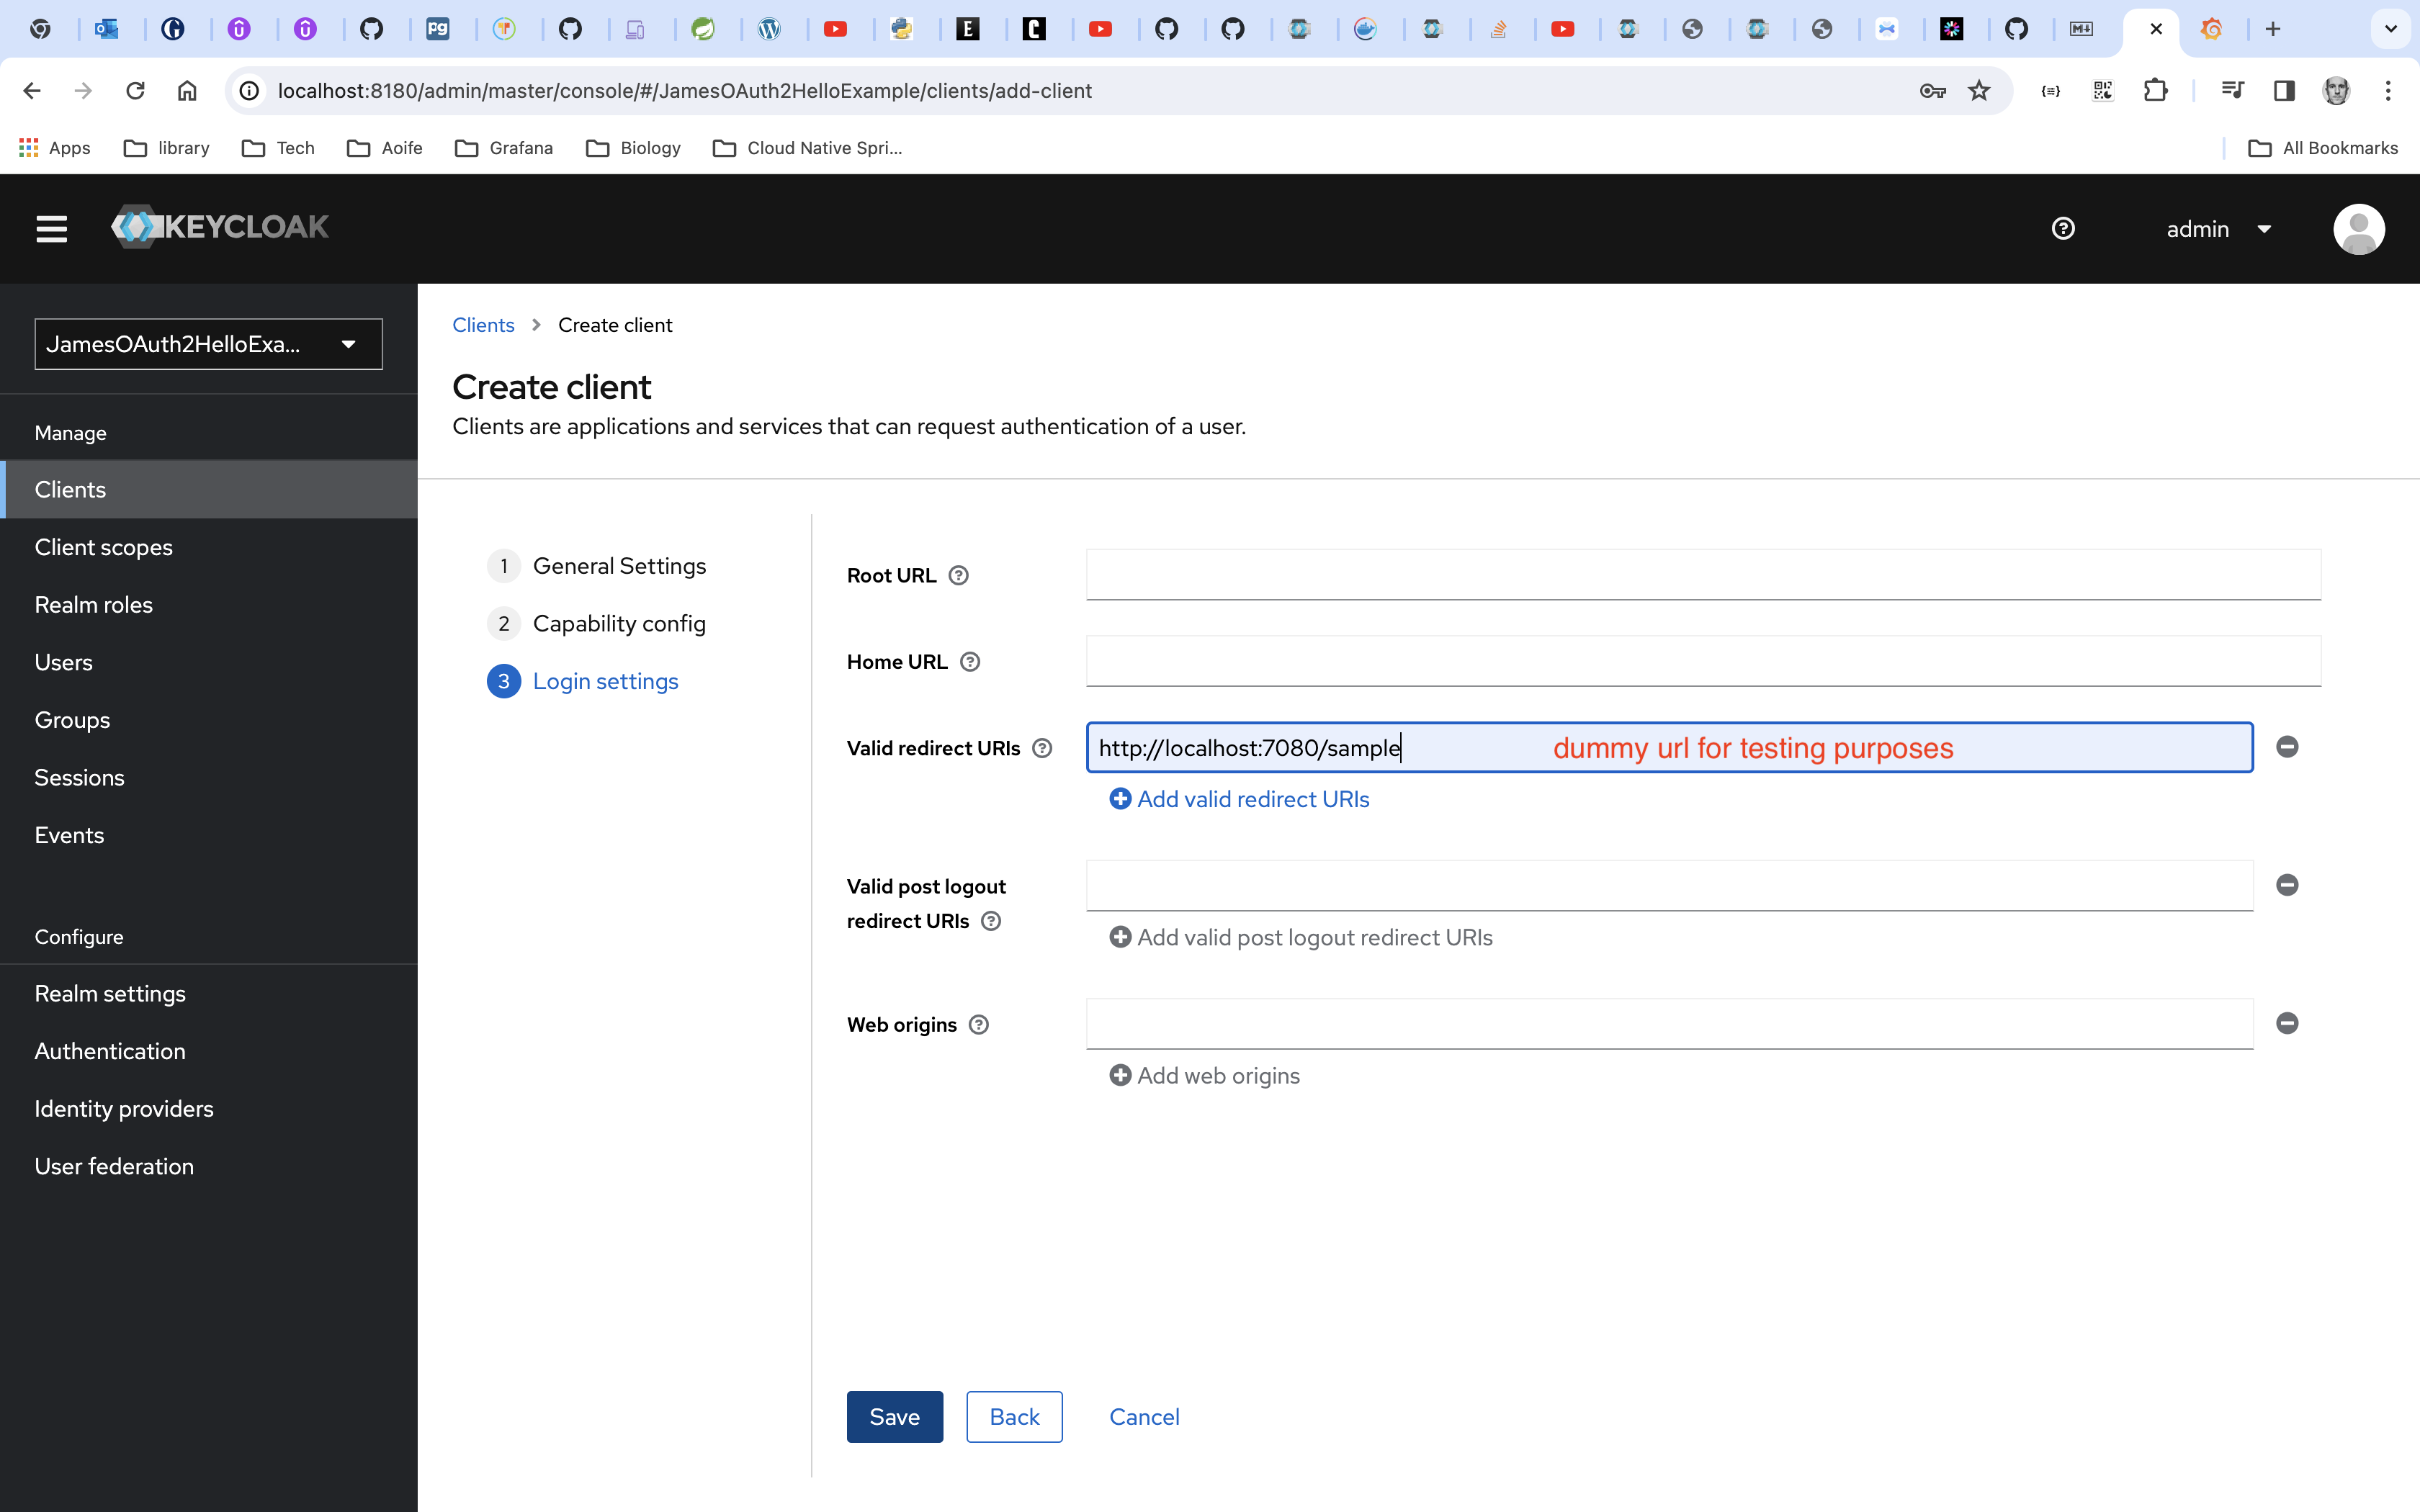 localhost:8180/admin/master/console/#/JamesOAuth2HelloExample/clients/add-client
Apps library Tech Aoife Grafana Biology Cloud Native Spri... All Bookmarks
KEYCLOAK
admin
JamesOAuth2HelloExa...
Manage
Clients
Client scopes
Realm roles
Users
Groups
Sessions
Events
Configure
Realm settings
Authentication
Identity providers
User federation
Clients > Create client
Create client
Clients are applications and services that can request authentication of a user.
1 General Settings
2 Capability config
3 Login settings
Root URL
Home URL
Valid redirect URIs
http://localhost:7080/sample dummy url for testing purposes
Add valid redirect URIs
Valid post logout
redirect URIs
Add valid post logout redirect URIs
Web origins
Add web origins
Save Back Cancel